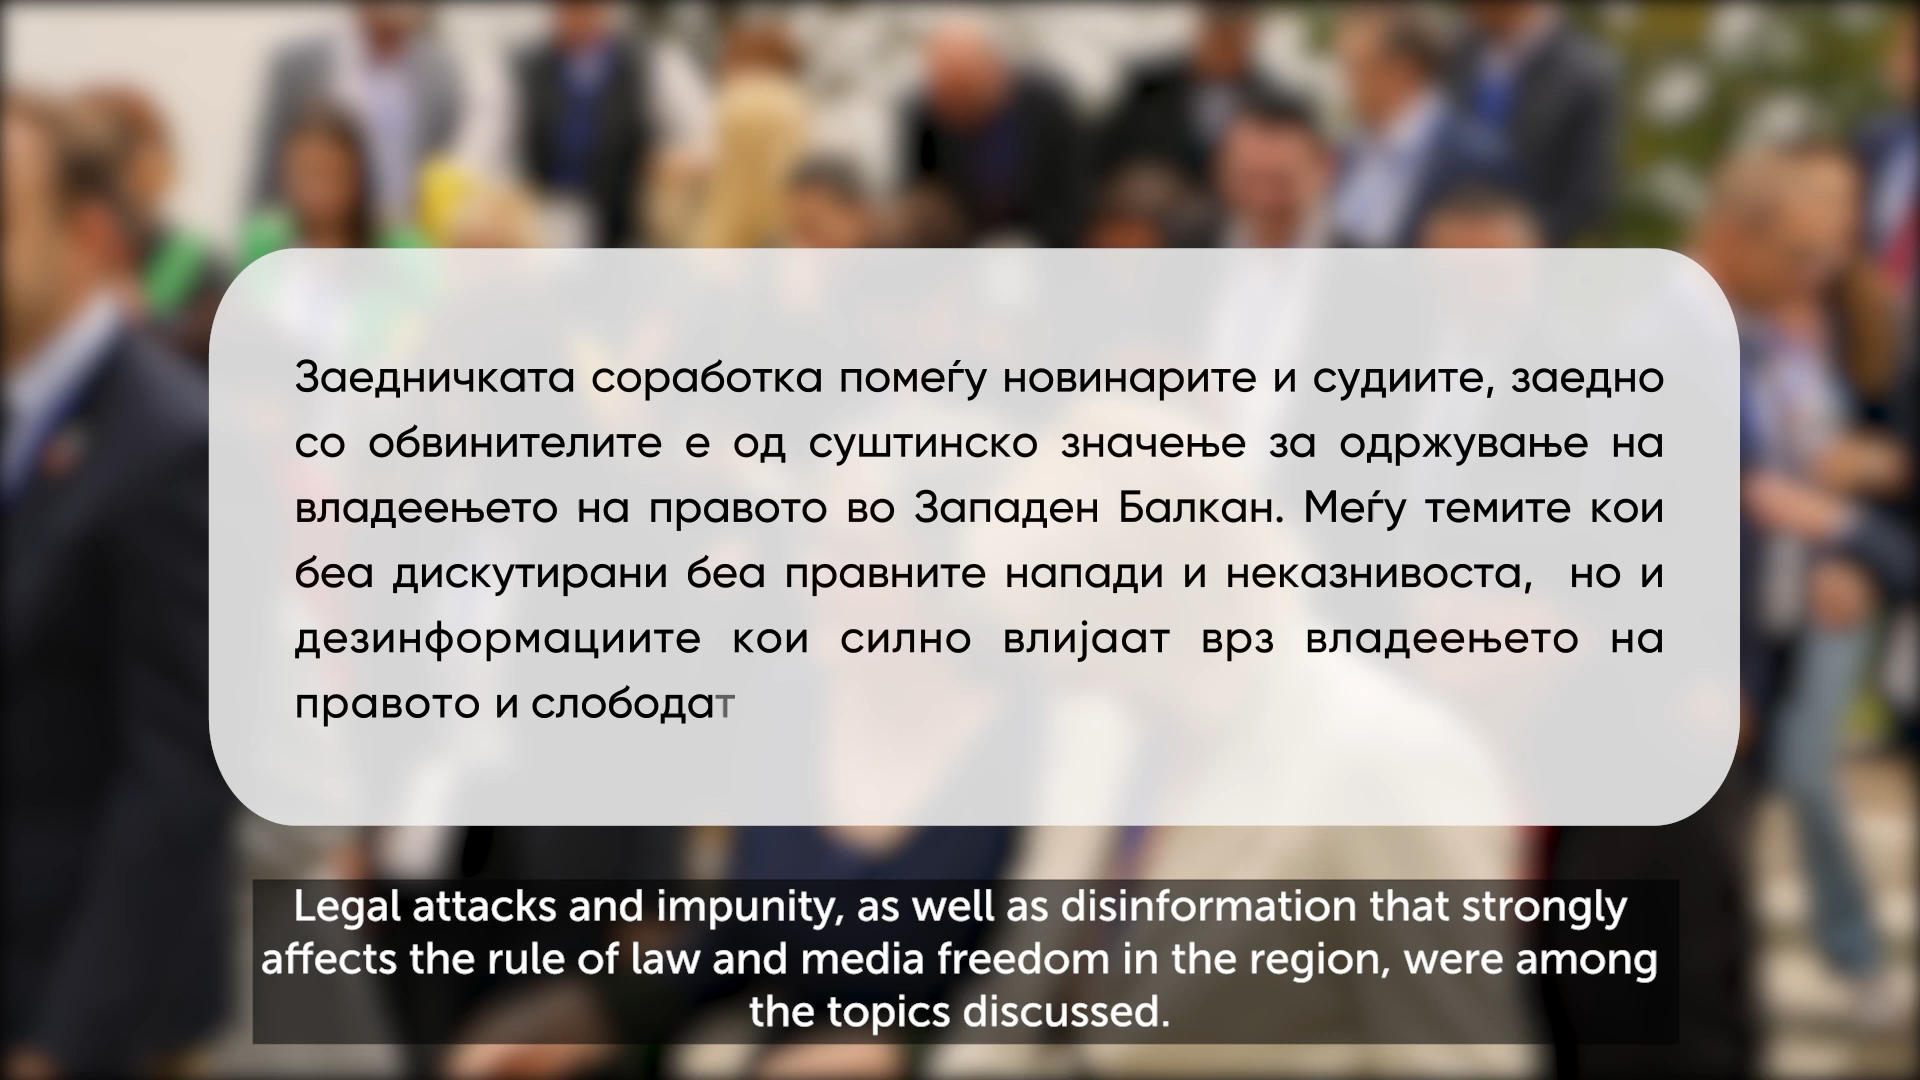 Заедничката соработка помеѓу новинарите и судиите, заедно
со обвинителите е од суштинско значење за одржување на
владеењето на правото во Западен Балкан. Меѓу темите кои
беа дискутирани беа правните напади и неказнивоста, но и
дезинформациите кои силно влијаат врз владеењето на
правото и слободат
Legal attacks and impunity, as well as disinformation that strongly
affects the rule of law and media freedom in the region, were among
the topics discussed.